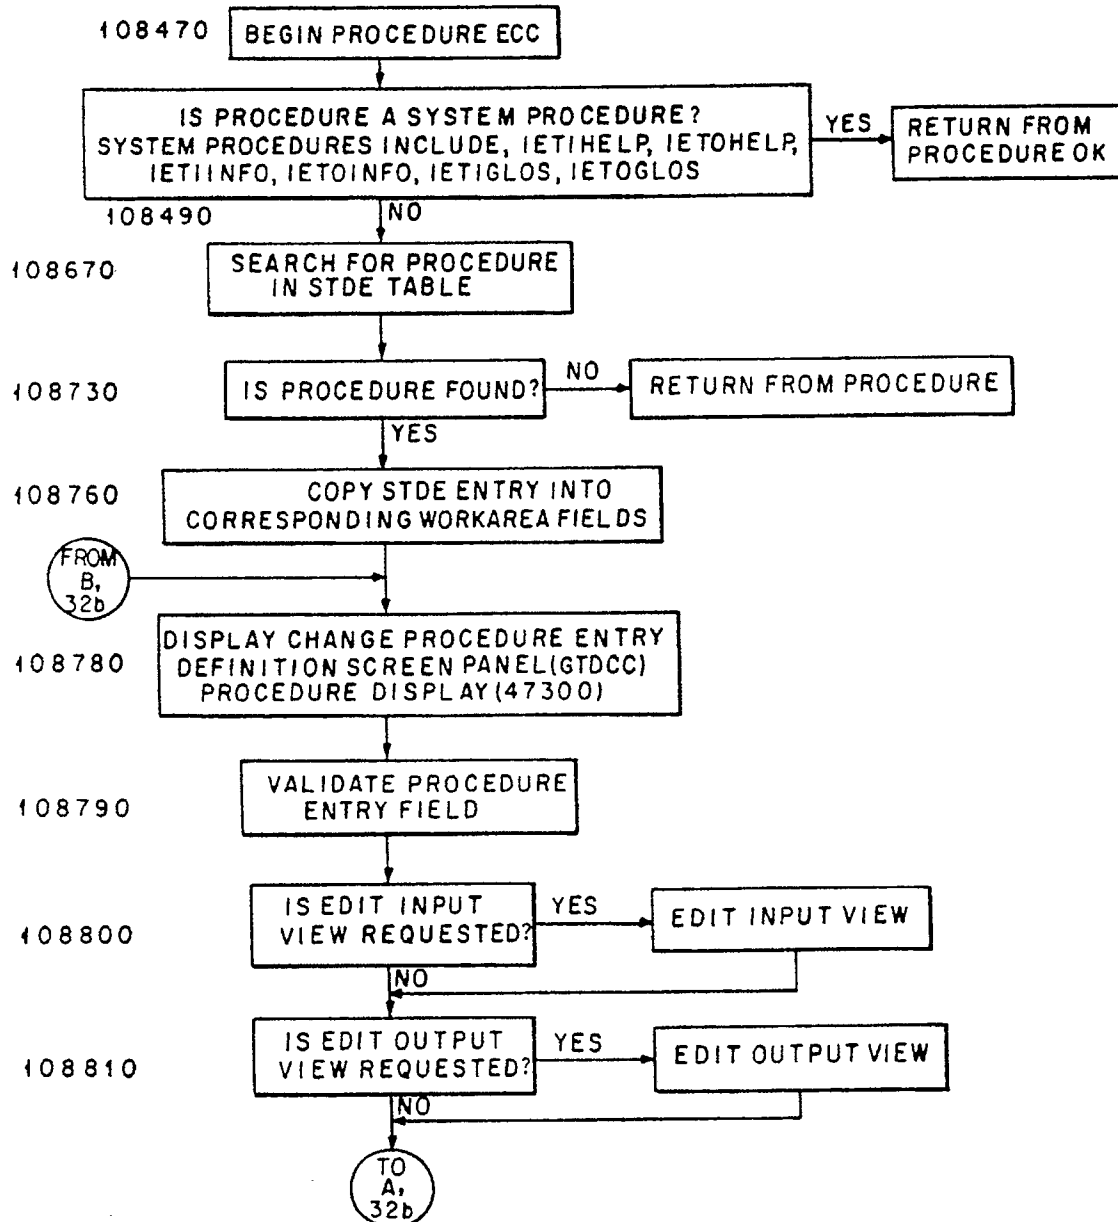 108470
BEGIN PROCEDURE ECC
IS PROCEDURE A SYSTEM PROCEDURE?
SYSTEM PROCEDURES INCLUDE, IETIHELP, IETOHELP,
IETIINFO, IETOINFO, IETIGLOS, IETOGLOS
YES
RETURN FROM
PROCEDURE OK
108490
NO
108670
SEARCH FOR PROCEDURE
IN STDE TABLE
108730
IS PROCEDURE FOUND?
NO
RETURN FROM PROCEDURE
YES
108760
COPY STDE ENTRY INTO
CORRESPONDING WORKAREA FIELDS
FROM
B,
32b
108780
DISPLAY CHANGE PROCEDURE ENTRY
DEFINITION SCREEN PANEL(GTDCC)
PROCEDURE DISPLAY(47300)
108790
VALIDATE PROCEDURE
ENTRY FIELD
108800
IS EDIT INPUT
VIEW REQUESTED?
YES
EDIT INPUT VIEW
NO
108810
IS EDIT OUTPUT
VIEW REQUESTED?
YES
EDIT OUTPUT VIEW
NO
TO
A,
32b